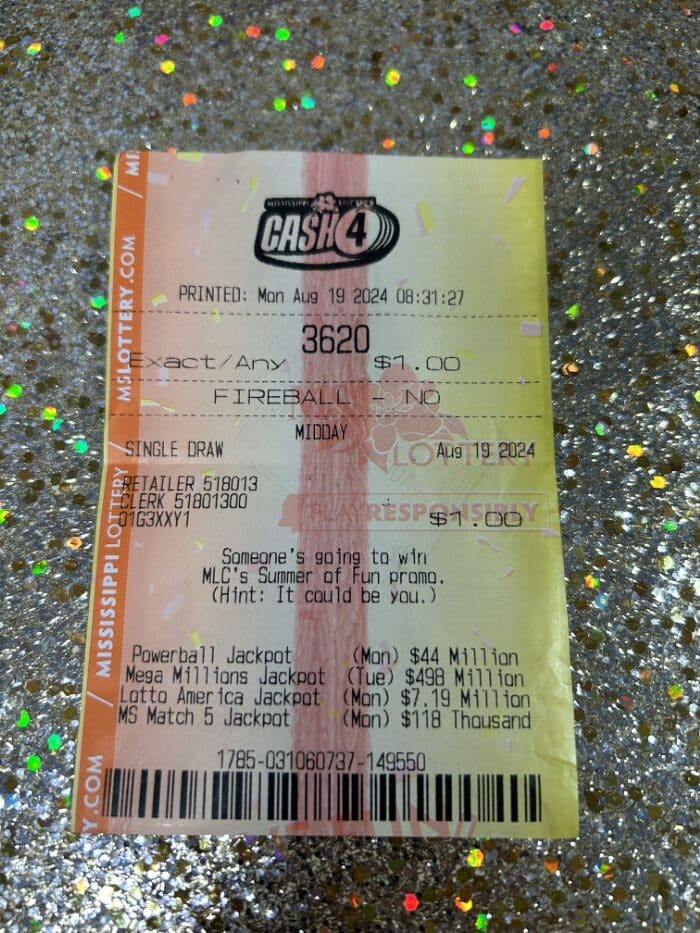 MISSISSIPPI LOTTERY
CASH 4
PRINTED: Mon Aug 19 2024 08:31:27
3620
Exact/Any $1.00
FIREBALL - NO
MIDDAY
SINGLE DRAW Aug 19 2024
LOTTERY
RETAILER 518013
CLERK 51801300
01G3XXY1
PLAY RESPONSIBLY
$1.00
Someone's going to win
MLC's Summer of Fun promo.
(Hint: It could be you.)
Powerball Jackpot (Mon) $44 Million
Mega Millions Jackpot (Tue) $498 Million
Lotto America Jackpot (Mon) $7.19 Million
MS Match 5 Jackpot (Mon) $118 Thousand
1785-031060737-149550
Y.COM / MISSISSIPPI LOTTERY / MSLOTTERY.COM / MI